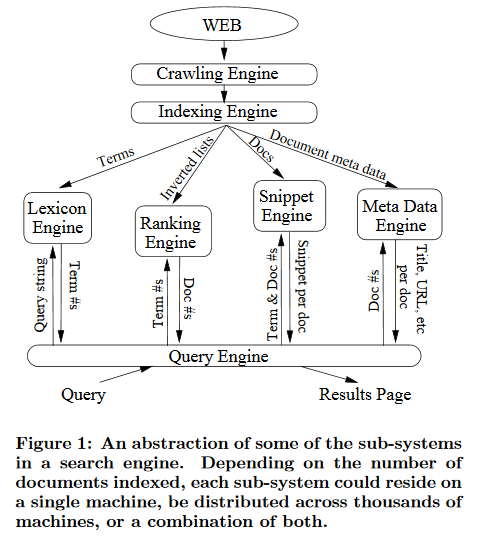 WEB
Crawling Engine
Indexing Engine
Terms
Inverted lists
Docs
Document meta data
Lexicon
Engine
Ranking
Engine
Snippet
Engine
Meta Data
Engine
Query string
Term #s
Term #s
Doc #s
Term & Doc #s
Snippet per doc
Doc #s
Title, URL, etc
per doc
Query Engine
Query
Results Page
Figure 1: An abstraction of some of the sub-systems
in a search engine. Depending on the number of
documents indexed, each sub-system could reside on
a single machine, be distributed across thousands of
machines, or a combination of both.